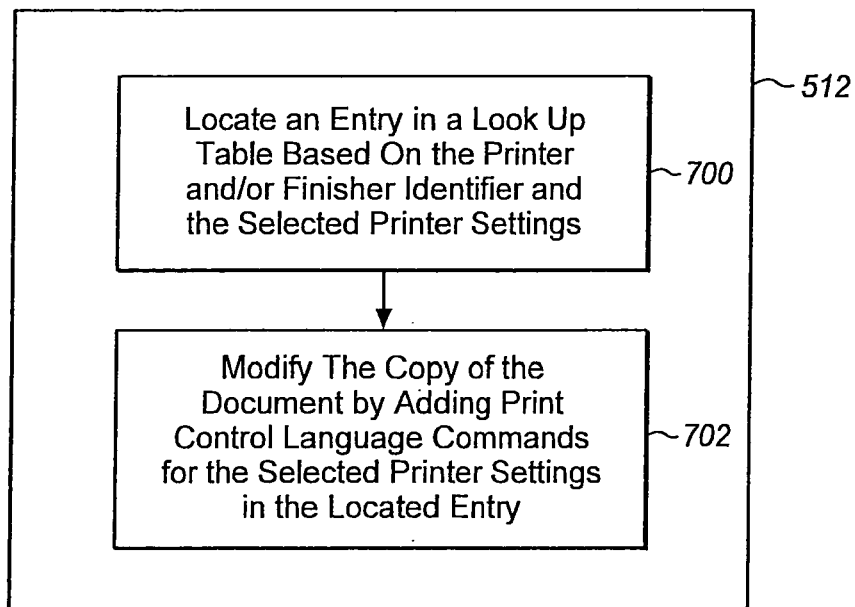 512
Locate an Entry in a Look Up
Table Based On the Printer
and/or Finisher Identifier and
the Selected Printer Settings
700
Modify The Copy of the
Document by Adding Print
Control Language Commands
for the Selected Printer Settings
in the Located Entry
702